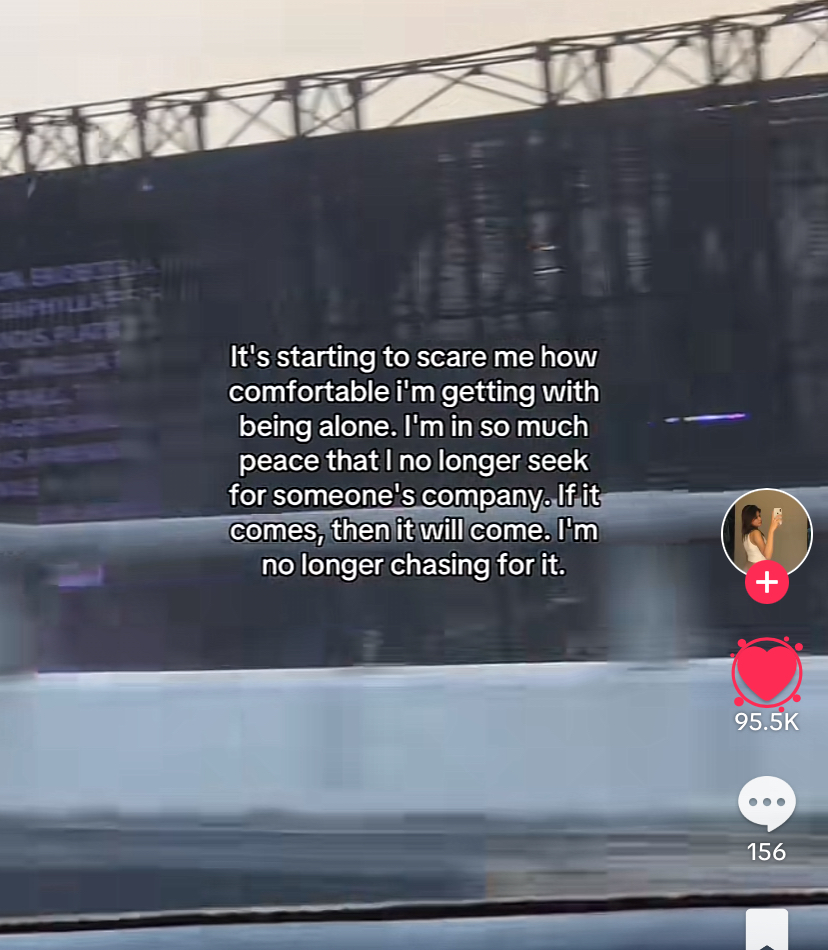 It's starting to scare me how
comfortable i'm getting with
being alone. I'm in so much
peace that I no longer seek
for someone's company. If it
comes, then it will come. I'm
no longer chasing for it.
95.5K
156